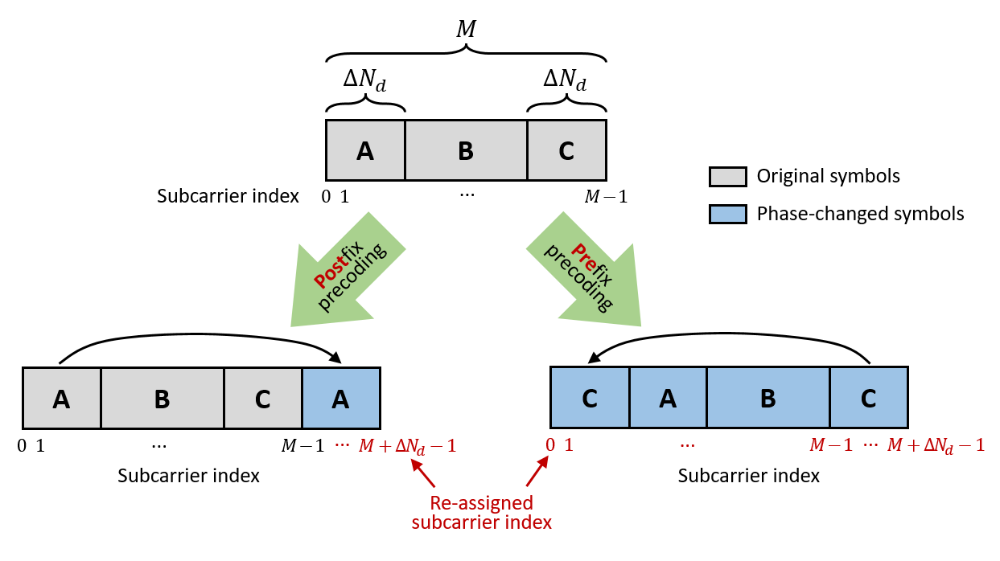 M
ΔN_d
ΔN_d
A
B
C
Subcarrier index
0 1
⋯
M−1
Original symbols
Phase-changed symbols
Postfix
precoding
Prefix
precoding
A
B
C
A
0 1
⋯
M−1 ⋯ M+ΔN_d−1
Subcarrier index
C
A
B
C
0 1
⋯
M−1 ⋯ M+ΔN_d−1
Subcarrier index
Re-assigned
subcarrier index